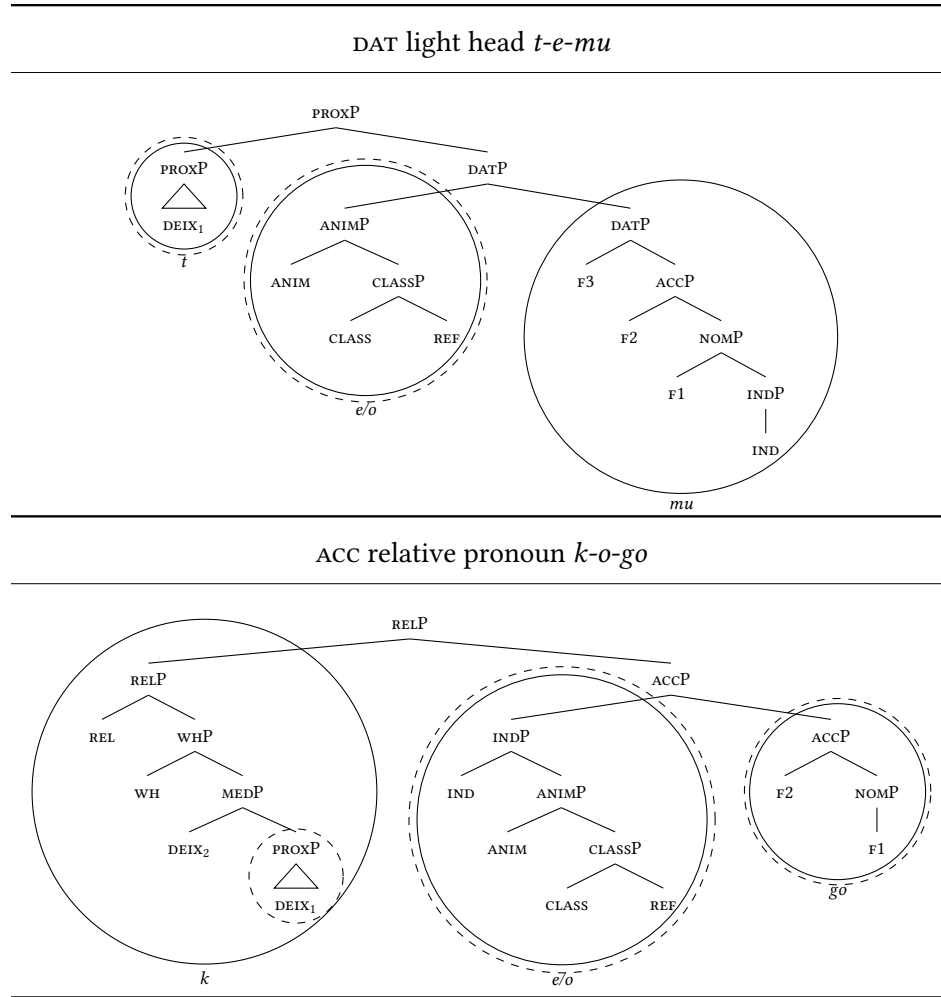 DAT light head t-e-mu
PROXP
PROXP DATP
DEIX₁ ANIMP DATP
t
ANIM CLASSP F3 ACCP
CLASS REF F2 NOMP
F1 INDP
e/o
IND
mu
ACC relative pronoun k-o-go
RELP
RELP ACCP
REL WHP INDP ACCP
WH MEDP IND ANIMP F2 NOMP
DEIX₂ PROXP ANIM CLASSP F1
go
DEIX₁ CLASS REF
k e/o